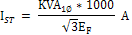 I_ST = (KVA_1Ø * 1000) / (√3 E_F) A